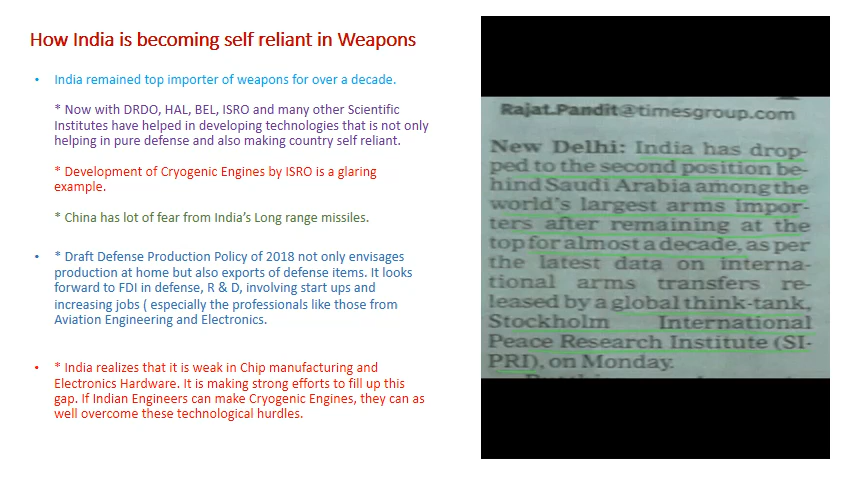 How India is becoming self reliant in Weapons
• India remained top importer of weapons for over a decade.
* Now with DRDO, HAL, BEL, ISRO and many other Scientific
Institutes have helped in developing technologies that is not only
helping in pure defense and also making country self reliant.
* Development of Cryogenic Engines by ISRO is a glaring
example.
* China has lot of fear from India's Long range missiles.
• * Draft Defense Production Policy of 2018 not only envisages
production at home but also exports of defense items. It looks
forward to FDI in defense, R & D, involving start ups and
increasing jobs ( especially the professionals like those from
Aviation Engineering and Electronics.
• * India realizes that it is weak in Chip manufacturing and
Electronics Hardware. It is making strong efforts to fill up this
gap. If Indian Engineers can make Cryogenic Engines, they can as
well overcome these technological hurdles.
Rajat.Pandit@timesgroup.com
New Delhi: India has drop-
ped to the second position be-
hind Saudi Arabia among the
world's largest arms impor-
ters after remaining at the
top for almost a decade, as per
the latest data on interna-
tional arms transfers re-
leased by a global think-tank,
Stockholm International
Peace Research Institute (SI-
PRI), on Monday.